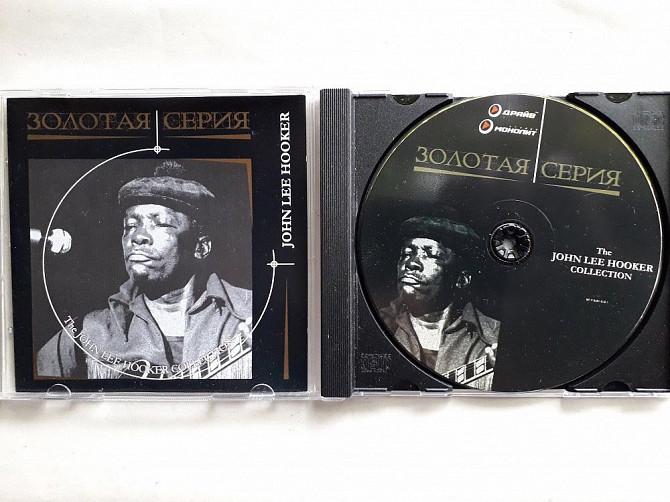 ЗОЛОТАЯ СЕРИЯ
JOHN LEE HOOKER
The JOHN LEE HOOKER COLLECTION
ДРАЙВ
МОНОЛИТ
ЗОЛОТАЯ СЕРИЯ
The
JOHN LEE HOOKER
COLLECTION